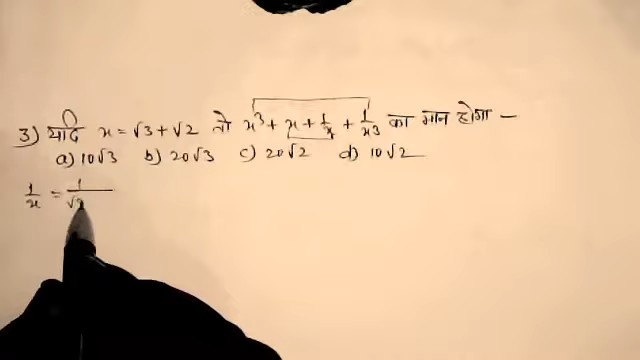 3) यदि x = √3 + √2 तो x³ + x + 1/x + 1/x³ का मान होगा –
a) 10√3 b) 20√3 c) 20√2 d) 10√2
1/x = 1/√3